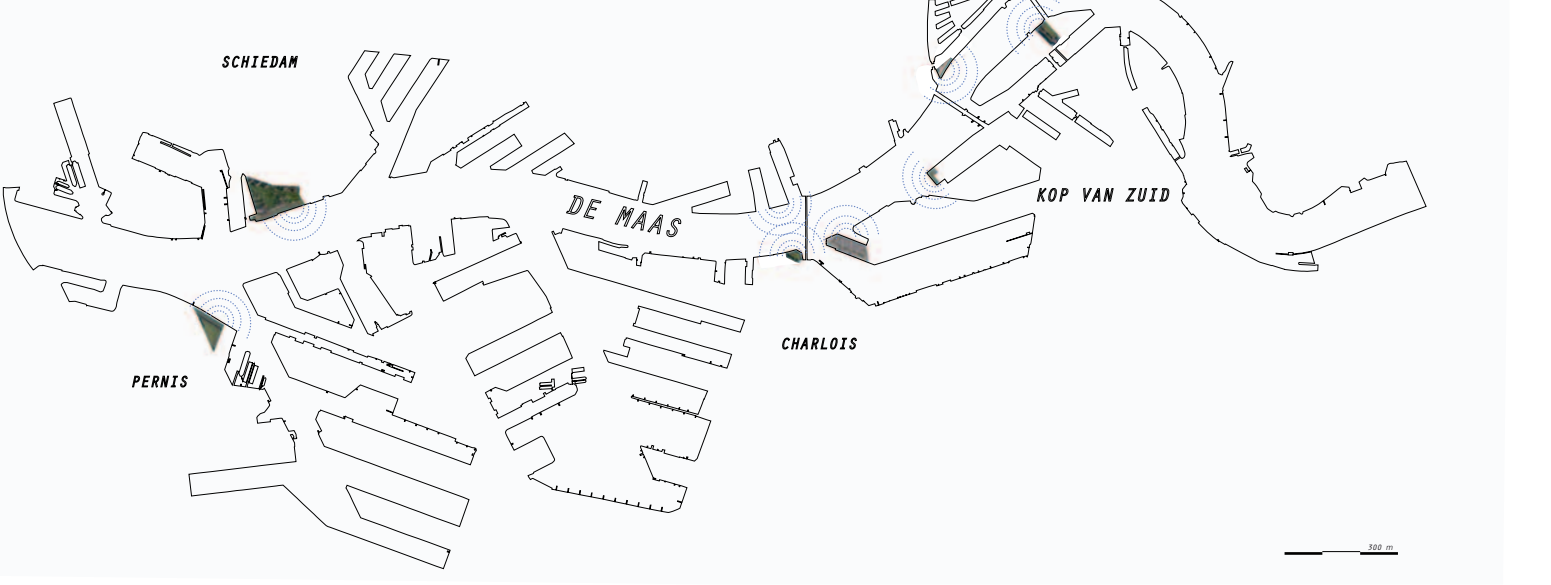 SCHIEDAM
DE MAAS
KOP VAN ZUID
CHARLOIS
PERNIS
300 m